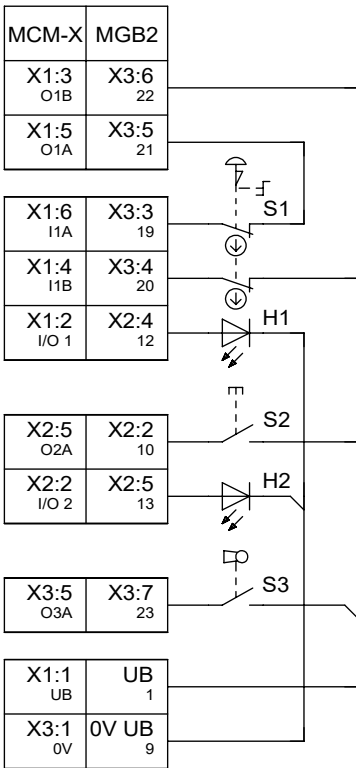 MCM-X MGB2
X1:3 X3:6
O1B 22
X1:5 X3:5
O1A 21
S1
X1:6 X3:3
I1A 19
X1:4 X3:4
I1B 20
X1:2 X2:4 H1
I/O 1 12
X2:5 X2:2 S2
O2A 10
X2:2 X2:5 H2
I/O 2 13
X3:5 X3:7 S3
O3A 23
X1:1 UB
UB 1
X3:1 0V UB
0V 9